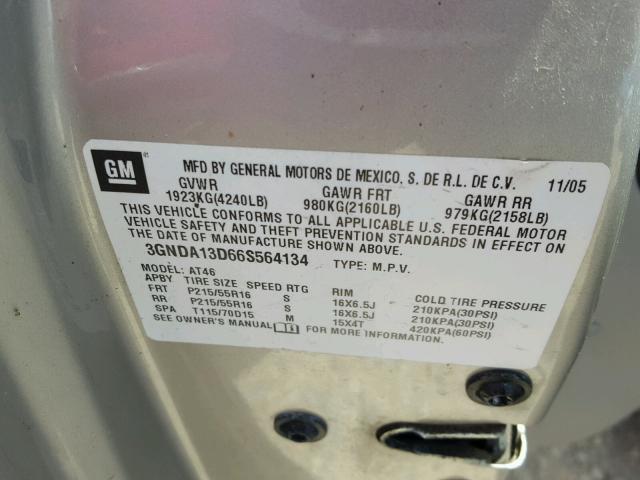 GM
MFD BY GENERAL MOTORS DE MEXICO, S. DE R.L. DE C.V. 11/05
GVWR GAWR FRT GAWR RR
1923KG(4240LB) 980KG(2160LB) 979KG(2158LB)
THIS VEHICLE CONFORMS TO ALL APPLICABLE U.S. FEDERAL MOTOR
VEHICLE SAFETY AND THEFT PREVENTION STANDARDS IN EFFECT ON
THE DATE OF MANUFACTURE SHOWN ABOVE.
3GNDA13D66S564134 TYPE: M.P.V.
MODEL: AT46
APBY TIRE SIZE SPEED RTG RIM COLD TIRE PRESSURE
FRT P215/55R16 S 16X6.5J 210KPA(30PSI)
RR P215/55R16 S 16X6.5J 210KPA(30PSI)
SPA T115/70D15 M 15X4T 420KPA(60PSI)
SEE OWNER'S MANUAL FOR MORE INFORMATION.